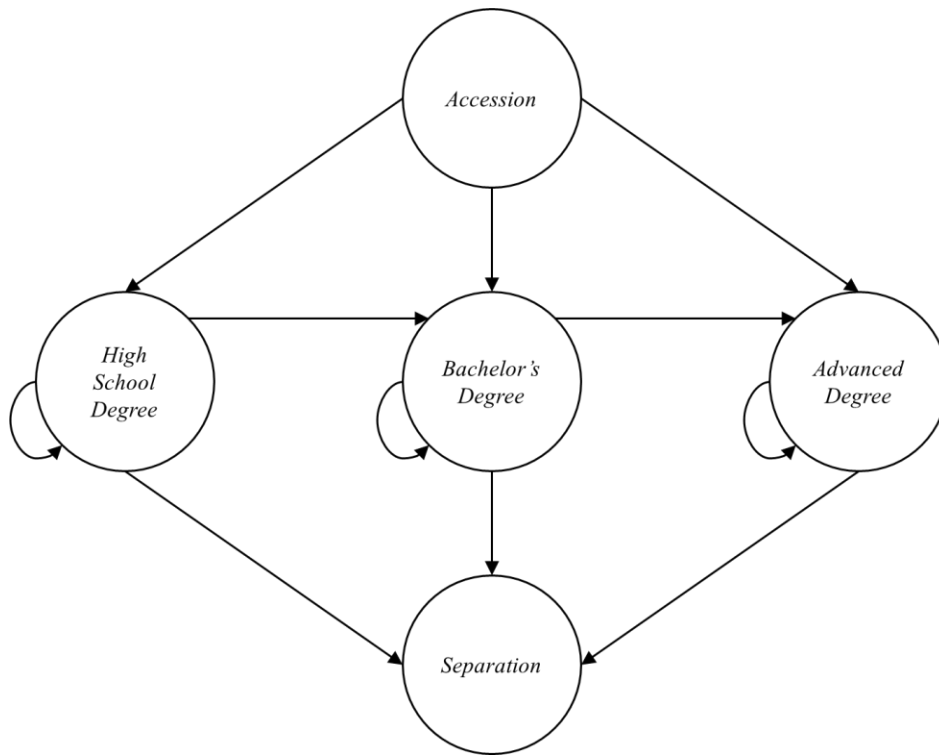 Accession
High
School
Degree
Bachelor’s
Degree
Advanced
Degree
Separation